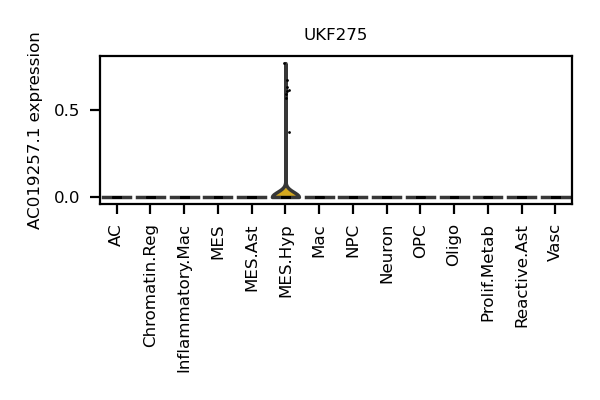 UKF275
AC019257.1 expression
0.5
0.0
AC
Chromatin.Reg
Inflammatory.Mac
MES
MES.Ast
MES.Hyp
Mac
NPC
Neuron
OPC
Oligo
Prolif.Metab
Reactive.Ast
Vasc